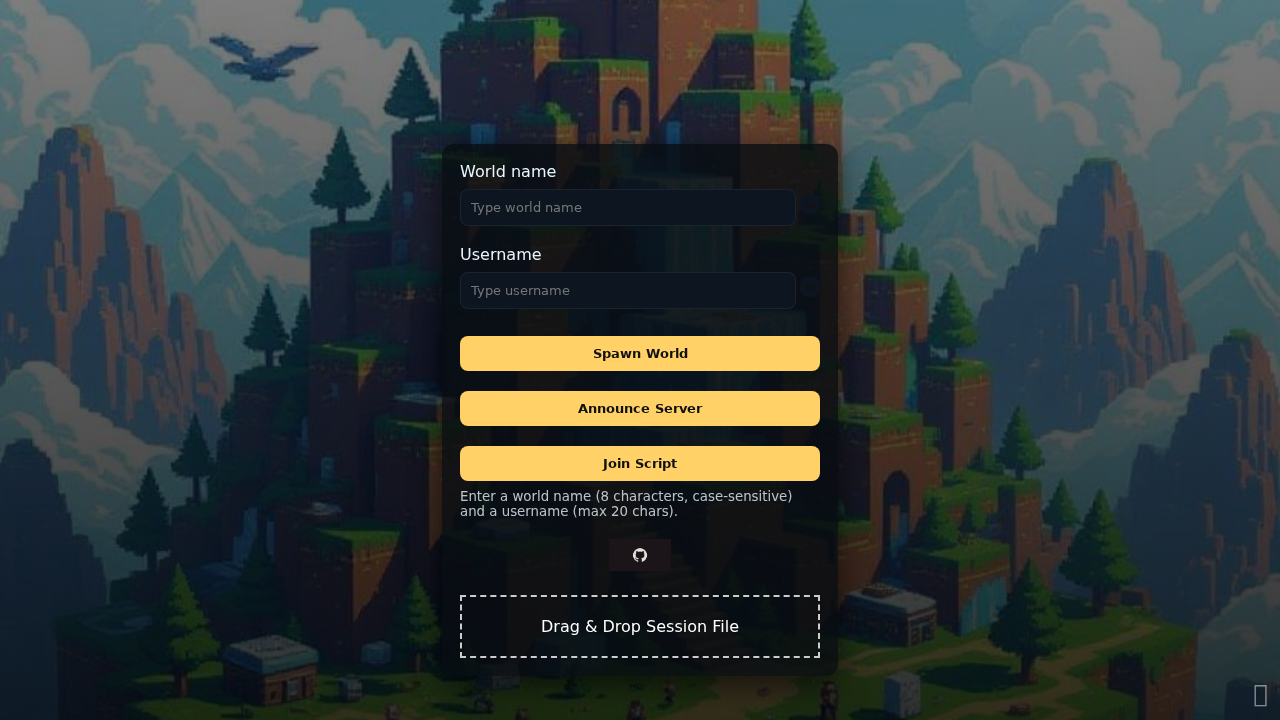 World name
Type world name
Username
Type username
Spawn World
Announce Server
Join Script
Enter a world name (8 characters, case-sensitive)
and a username (max 20 chars).
Drag & Drop Session File